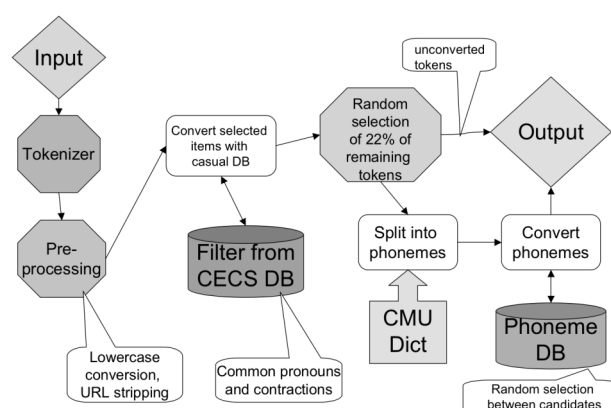 Input
Tokenizer
Pre-
processing
Lowercase
conversion,
URL stripping
Convert selected
items with
casual DB
Filter from
CECS DB
Common pronouns
and contractions
Random
selection
of 22% of
remaining
tokens
unconverted
tokens
Output
Split into
phonemes
CMU
Dict
Convert
phonemes
Phoneme
DB
Random selection
between candidates